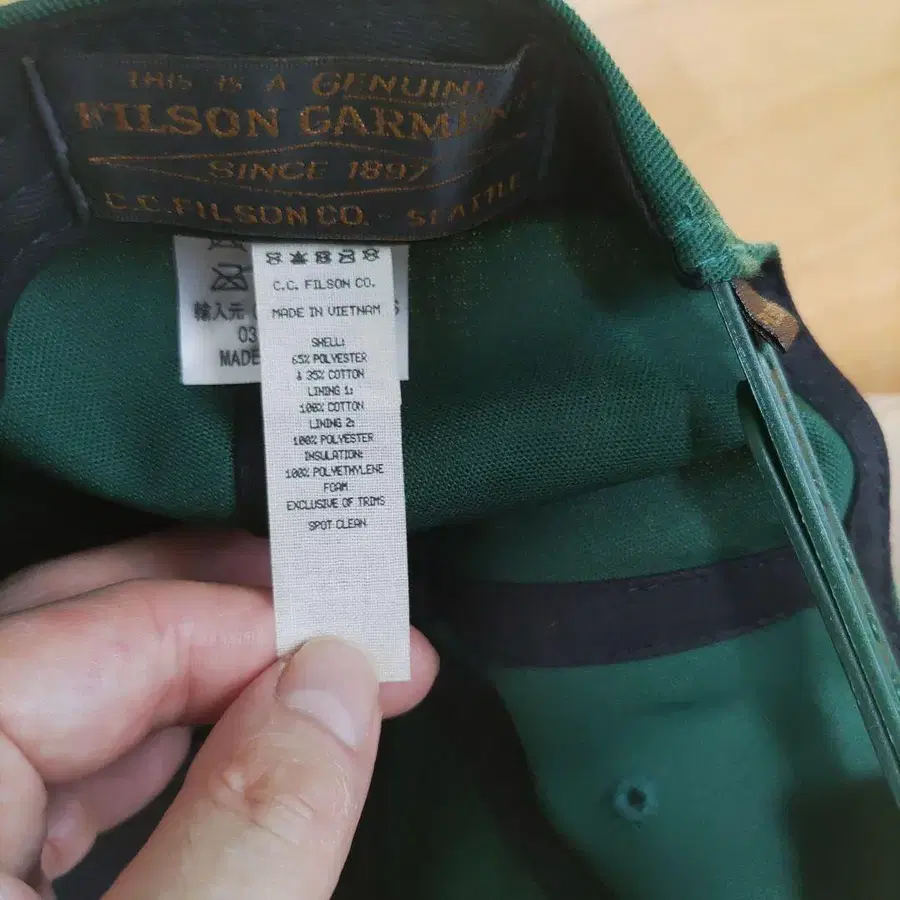 THIS IS A GENUINE
FILSON GARMENT
SINCE 1897
C.C. FILSON CO. - SEATTLE
C.C. FILSON CO.
MADE IN VIETNAM
SHELL:
65% POLYESTER
& 35% COTTON
LINING 1:
100% COTTON
LINING 2:
100% POLYESTER
INSULATION:
100% POLYETHYLENE
FOAM
EXCLUSIVE OF TRIMS
SPOT CLEAN
輸入元
03
MADE